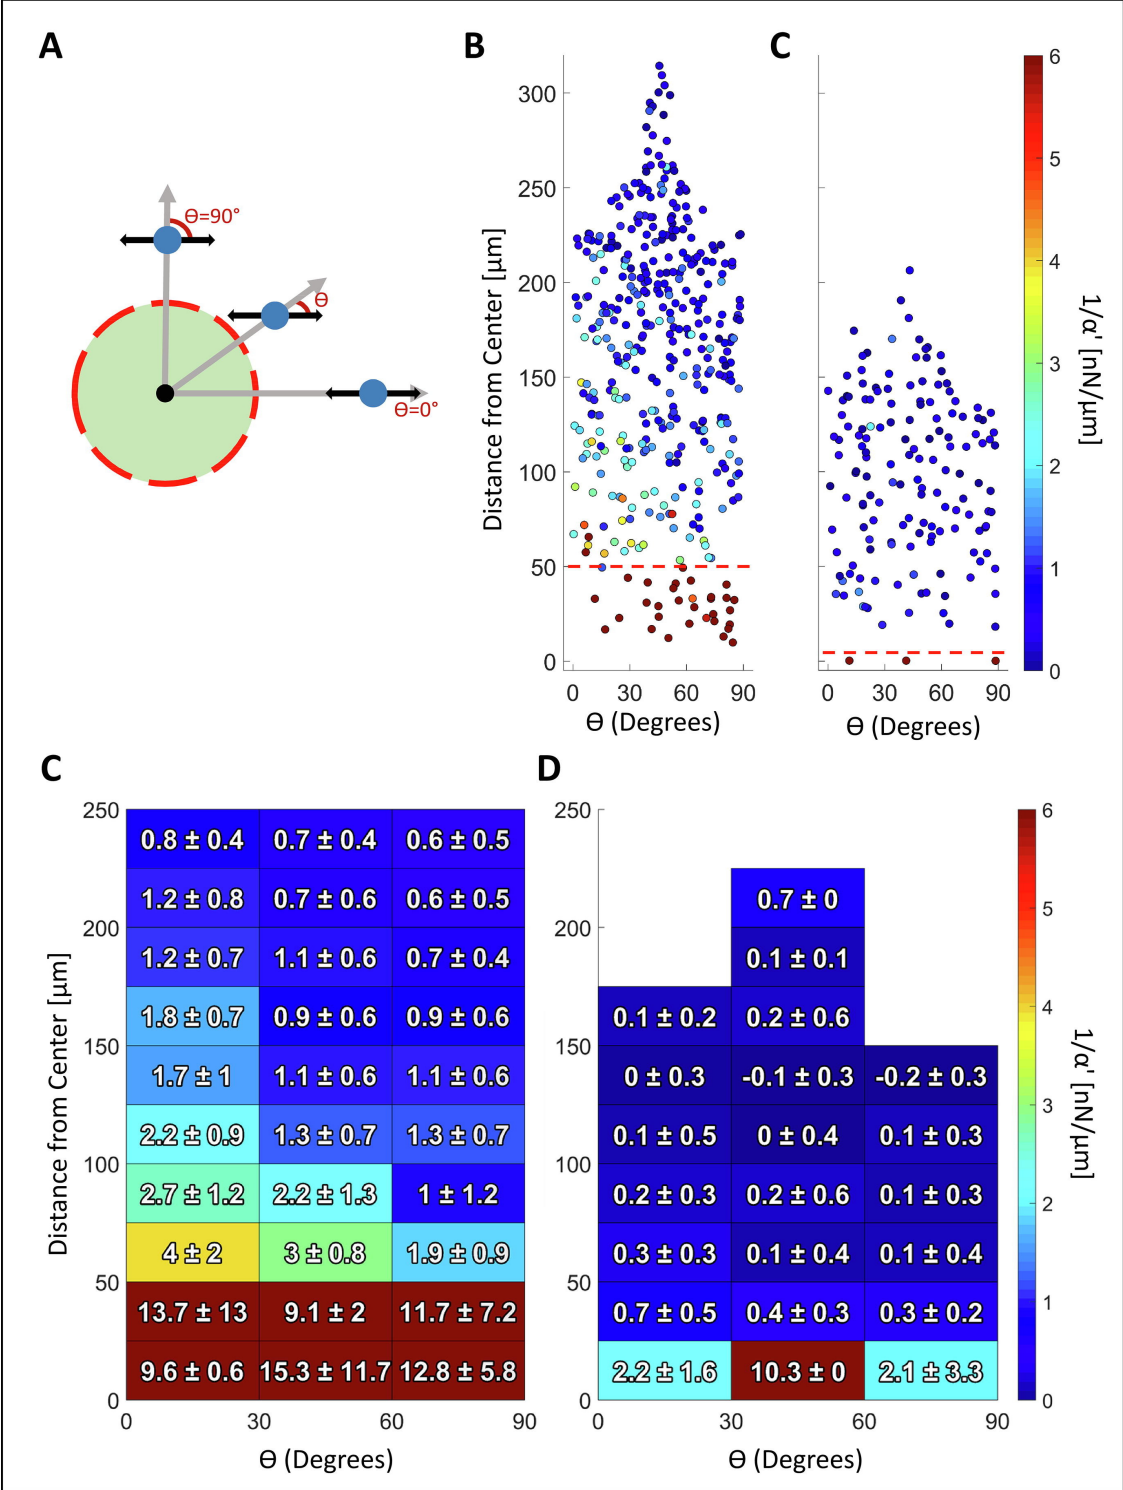 A
B
C
Ɵ=90°
Ɵ
Ɵ=0°
300
250
200
150
100
50
0
Distance from Center [µm]
0 30 60 90
Ɵ (Degrees)
0 30 60 90
Ɵ (Degrees)
6
5
4
3
2
1
0
1/α' [nN/µm]
C
D
250
200
150
100
50
0
Distance from Center [µm]
0.8 ± 0.4 0.7 ± 0.4 0.6 ± 0.5
1.2 ± 0.8 0.7 ± 0.6 0.6 ± 0.5
1.2 ± 0.7 1.1 ± 0.6 0.7 ± 0.4
1.8 ± 0.7 0.9 ± 0.6 0.9 ± 0.6
1.7 ± 1 1.1 ± 0.6 1.1 ± 0.6
2.2 ± 0.9 1.3 ± 0.7 1.3 ± 0.7
2.7 ± 1.2 2.2 ± 1.3 1 ± 1.2
4 ± 2 3 ± 0.8 1.9 ± 0.9
13.7 ± 13 9.1 ± 2 11.7 ± 7.2
9.6 ± 0.6 15.3 ± 11.7 12.8 ± 5.8
0 30 60 90
Ɵ (Degrees)
250
200
150
100
50
0
0.7 ± 0
0.1 ± 0.1
0.1 ± 0.2 0.2 ± 0.6
0 ± 0.3 -0.1 ± 0.3 -0.2 ± 0.3
0.1 ± 0.5 0 ± 0.4 0.1 ± 0.3
0.2 ± 0.3 0.2 ± 0.6 0.1 ± 0.3
0.3 ± 0.3 0.1 ± 0.4 0.1 ± 0.4
0.7 ± 0.5 0.4 ± 0.3 0.3 ± 0.2
2.2 ± 1.6 10.3 ± 0 2.1 ± 3.3
0 30 60 90
Ɵ (Degrees)
6
5
4
3
2
1
0
1/α' [nN/µm]